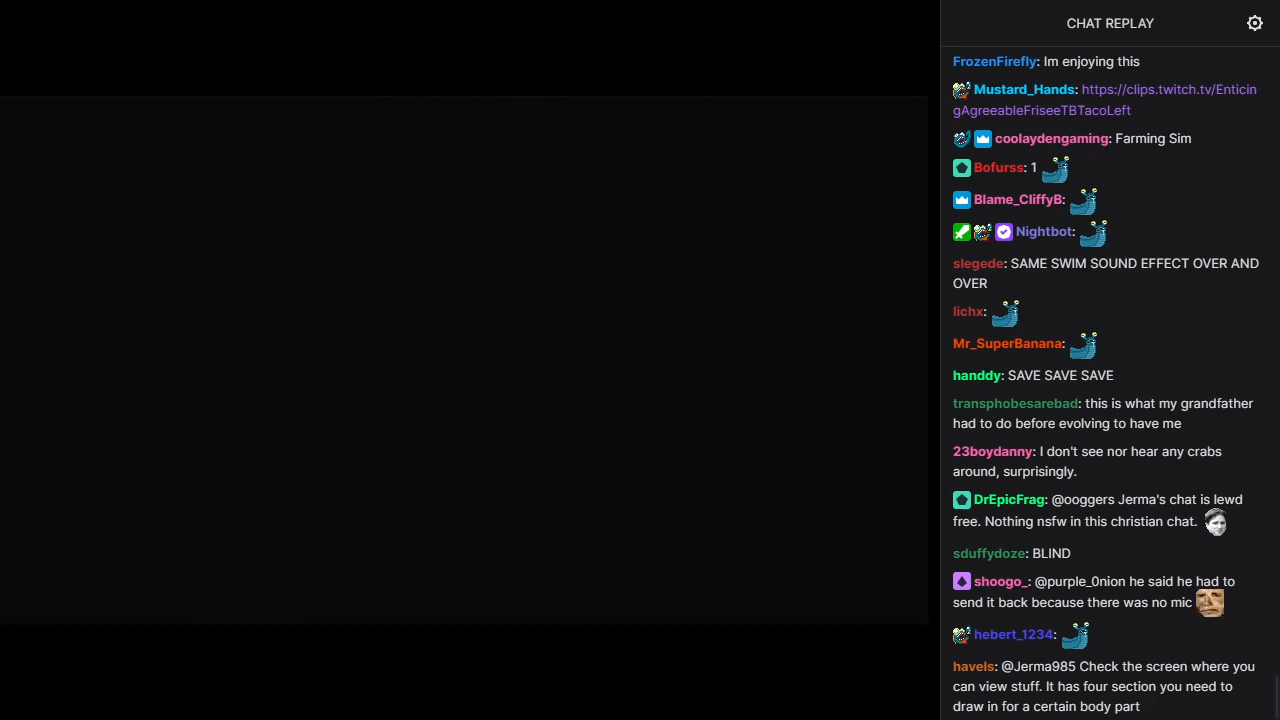 CHAT REPLAY
FrozenFirefly: Im enjoying this
Mustard_Hands: https://clips.twitch.tv/Enticin
gAgreeableFriseeTBTacoLeft
coolaydengaming: Farming Sim
Bofurss: 1
Blame_CliffyB:
Nightbot:
slegede: SAME SWIM SOUND EFFECT OVER AND
OVER
lichx:
Mr_SuperBanana:
handdy: SAVE SAVE SAVE
transphobesarebad: this is what my grandfather
had to do before evolving to have me
23boydanny: I don't see nor hear any crabs
around, surprisingly.
DrEpicFrag: @ooggers Jerma's chat is lewd
free. Nothing nsfw in this christian chat.
sduffydoze: BLIND
shoogo_: @purple_0nion he said he had to
send it back because there was no mic
hebert_1234:
havels: @Jerma985 Check the screen where you
can view stuff. It has four section you need to
draw in for a certain body part